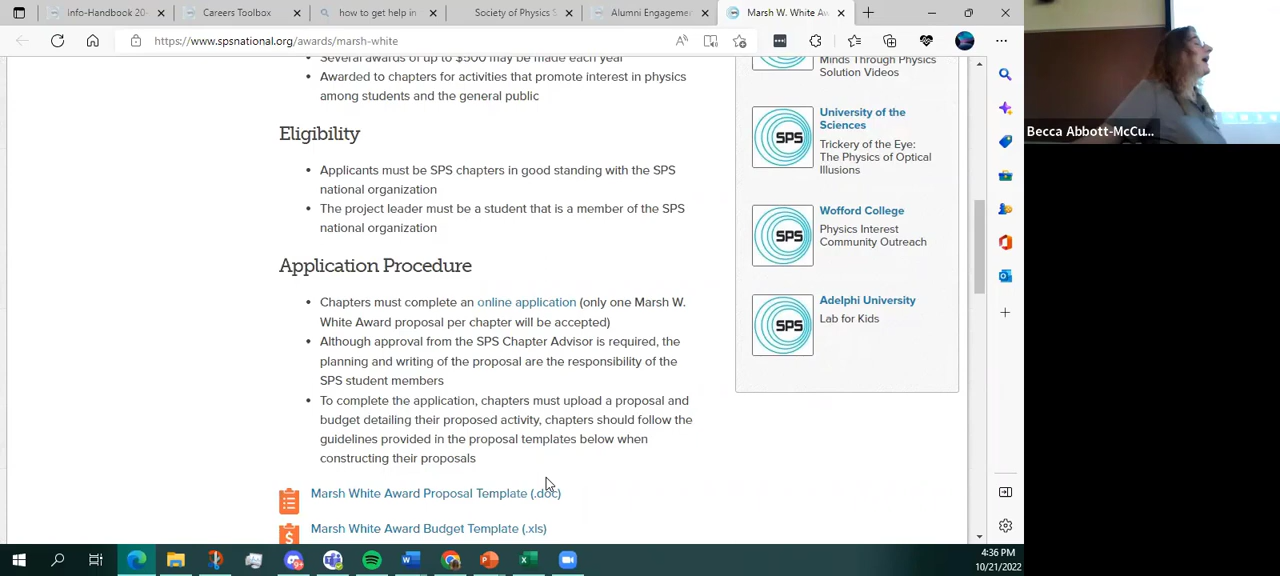 info-Handbook 20-
Careers Toolbox
how to get help in
Society of Physics S
Alumni Engagement
Marsh W. White Aw
https://www.spsnational.org/awards/marsh-white
Several awards of up to $500 may be made each year
Awarded to chapters for activities that promote interest in physics
among students and the general public
Eligibility
Applicants must be SPS chapters in good standing with the SPS
national organization
The project leader must be a student that is a member of the SPS
national organization
Application Procedure
Chapters must complete an online application (only one Marsh W.
White Award proposal per chapter will be accepted)
Although approval from the SPS Chapter Advisor is required, the
planning and writing of the proposal are the responsibility of the
SPS student members
To complete the application, chapters must upload a proposal and
budget detailing their proposed activity, chapters should follow the
guidelines provided in the proposal templates below when
constructing their proposals
Marsh White Award Proposal Template (.doc)
Marsh White Award Budget Template (.xls)
Minds Through Physics
Solution Videos
SPS
University of the
Sciences
Trickery of the Eye:
The Physics of Optical
Illusions
SPS
Wofford College
Physics Interest
Community Outreach
SPS
Adelphi University
Lab for Kids
Becca Abbott-McCu...
4:36 PM
10/21/2022